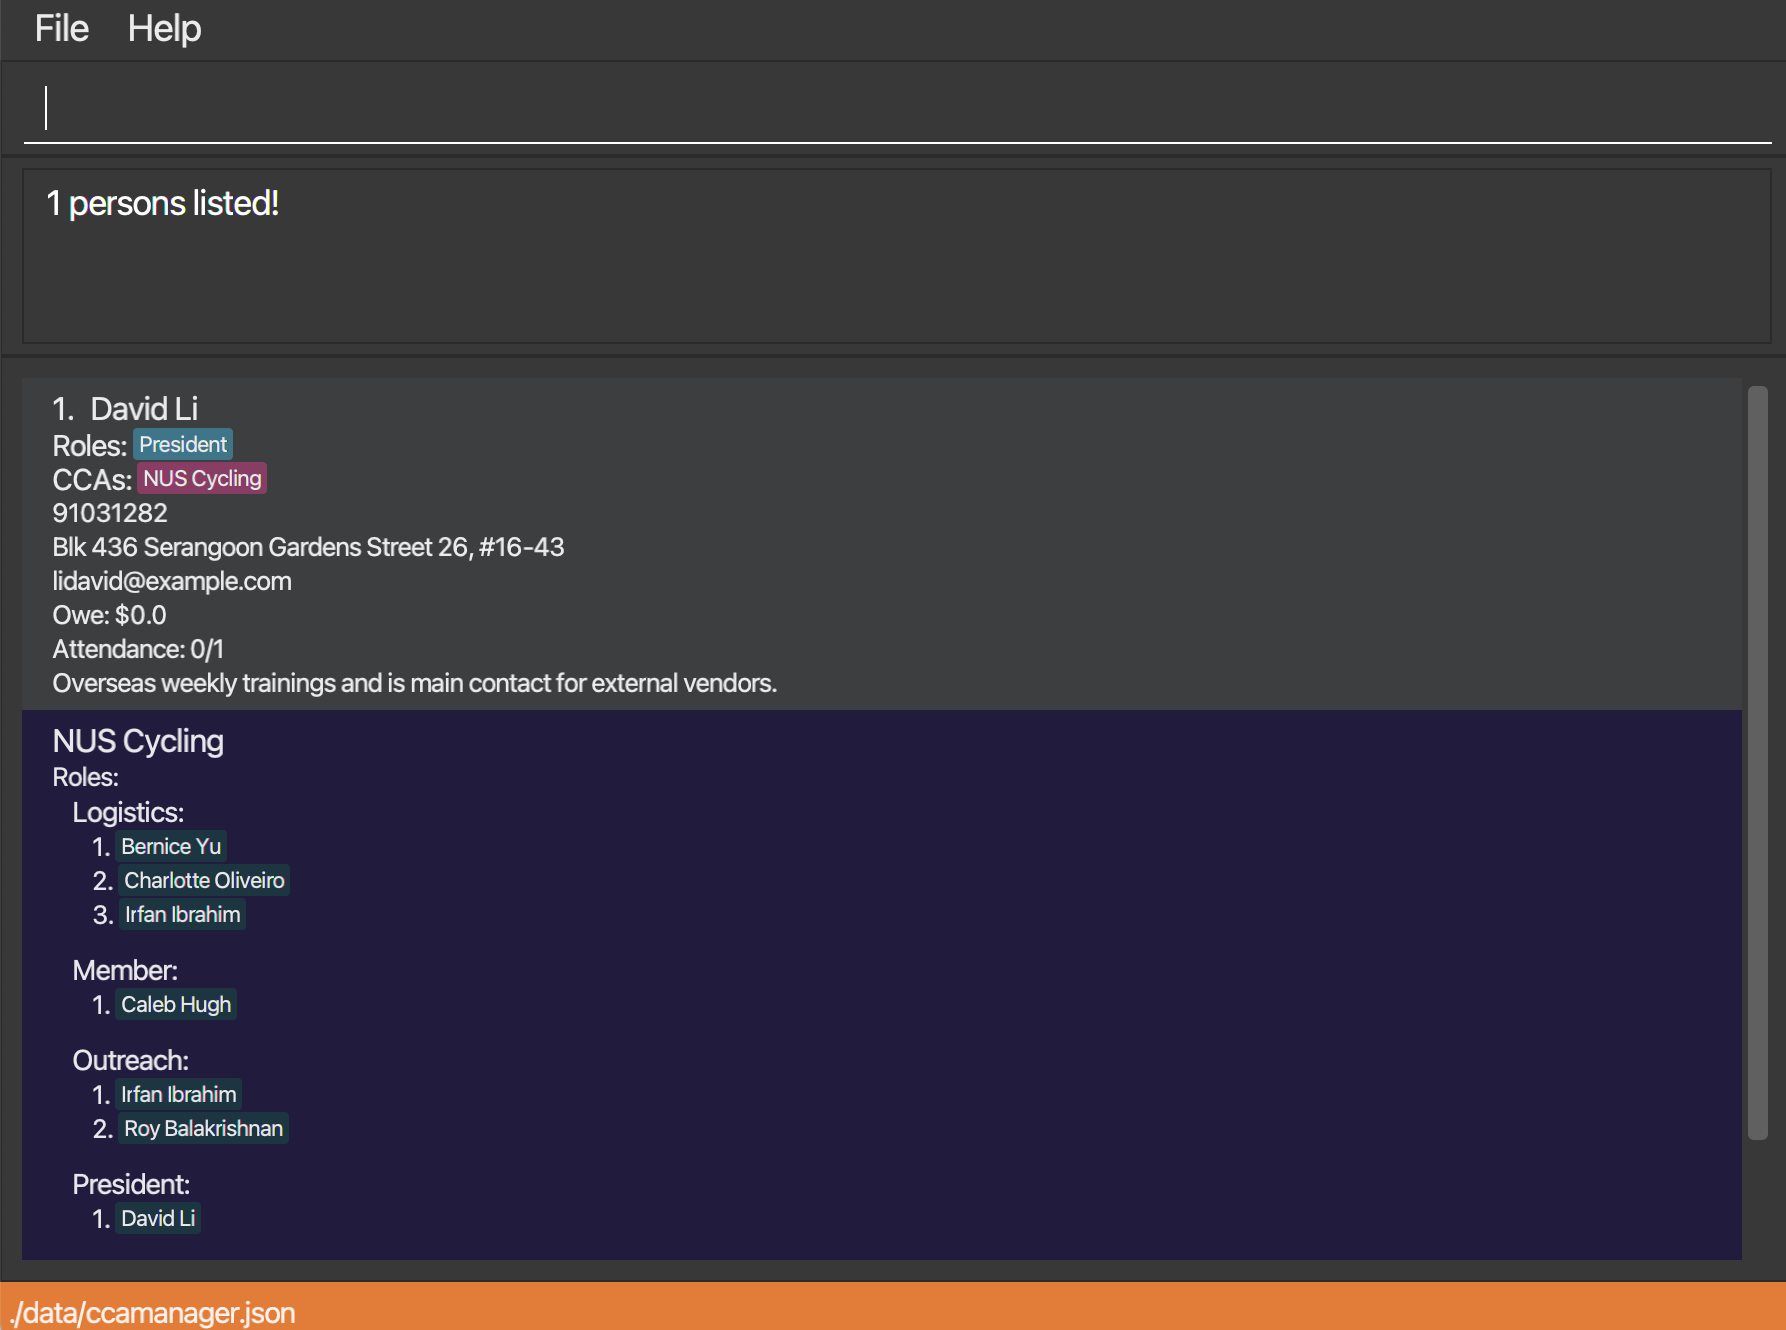 File Help
1 persons listed!
1. David Li
Roles: President
CCAs: NUS Cycling
91031282
Blk 436 Serangoon Gardens Street 26, #16-43
lidavid@example.com
Owe: $0.0
Attendance: 0/1
Overseas weekly trainings and is main contact for external vendors.
NUS Cycling
Roles:
Logistics:
1. Bernice Yu
2. Charlotte Oliveiro
3. Irfan Ibrahim
Member:
1. Caleb Hugh
Outreach:
1. Irfan Ibrahim
2. Roy Balakrishnan
President:
1. David Li
./data/ccamanager.json